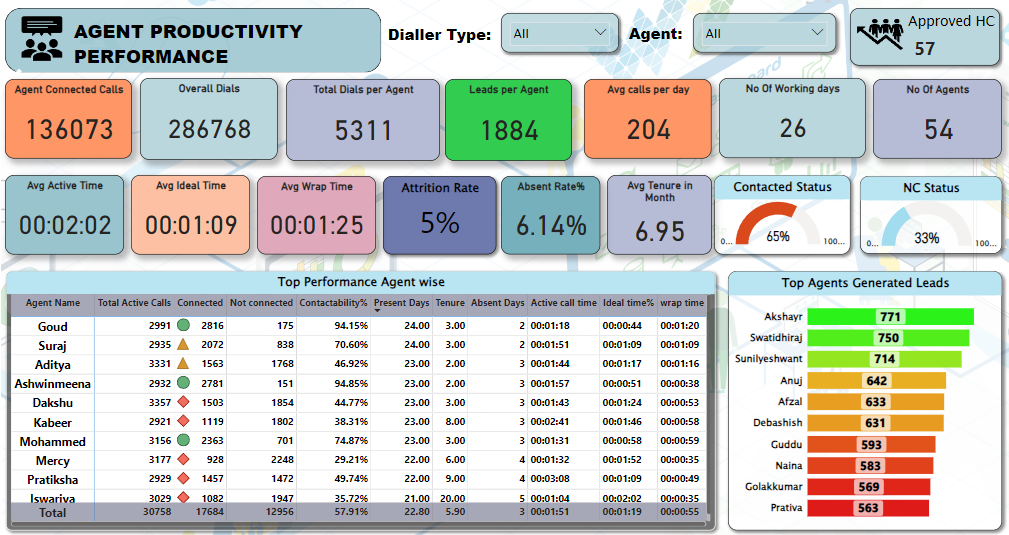 AGENT PRODUCTIVITY
PERFORMANCE
Dialler Type:
All
Agent:
All
Approved HC
57
Agent Connected Calls
136073
Overall Dials
286768
Total Dials per Agent
5311
Leads per Agent
1884
Avg calls per day
204
No Of Working days
26
No Of Agents
54
Avg Active Time
00:02:02
Avg Ideal Time
00:01:09
Avg Wrap Time
00:01:25
Attrition Rate
5%
Absent Rate%
6.14%
Avg Tenure in
Month
6.95
Contacted Status
0...
65%
100...
NC Status
0...
33%
100...
Top Performance Agent wise
Agent Name Total Active Calls Connected Not connected Contactability% Present Days Tenure Absent Days Active call time Ideal time% wrap time
Goud 2991 2816 175 94.15% 24.00 3.00 2 00:01:18 00:00:44 00:01:20
Suraj 2935 2072 838 70.60% 24.00 3.00 2 00:01:51 00:01:09 00:01:09
Aditya 3331 1563 1768 46.92% 23.00 2.00 3 00:01:44 00:01:17 00:01:16
Ashwinmeena 2932 2781 151 94.85% 23.00 2.00 3 00:01:57 00:00:51 00:00:38
Dakshu 3357 1503 1854 44.77% 23.00 3.00 3 00:01:43 00:01:24 00:00:53
Kabeer 2921 1119 1802 38.31% 23.00 8.00 3 00:02:41 00:01:46 00:00:58
Mohammed 3156 2363 701 74.87% 23.00 3.00 3 00:01:31 00:00:58 00:00:59
Mercy 3177 928 2248 29.21% 22.00 6.00 4 00:01:32 00:01:52 00:00:35
Pratiksha 2929 1457 1472 49.74% 22.00 9.00 4 00:03:08 00:01:09 00:00:49
Iswariya 3029 1082 1947 35.72% 21.00 20.00 5 00:01:04 00:02:02 00:00:35
Total 30758 17684 12956 57.91% 22.80 5.90 3 00:01:51 00:01:19 00:00:55
Top Agents Generated Leads
Akshayr 771
Swatidhiraj 750
Sunilyeshwant 714
Anuj 642
Afzal 633
Debashish 631
Guddu 593
Naina 583
Golakkumar 569
Prativa 563